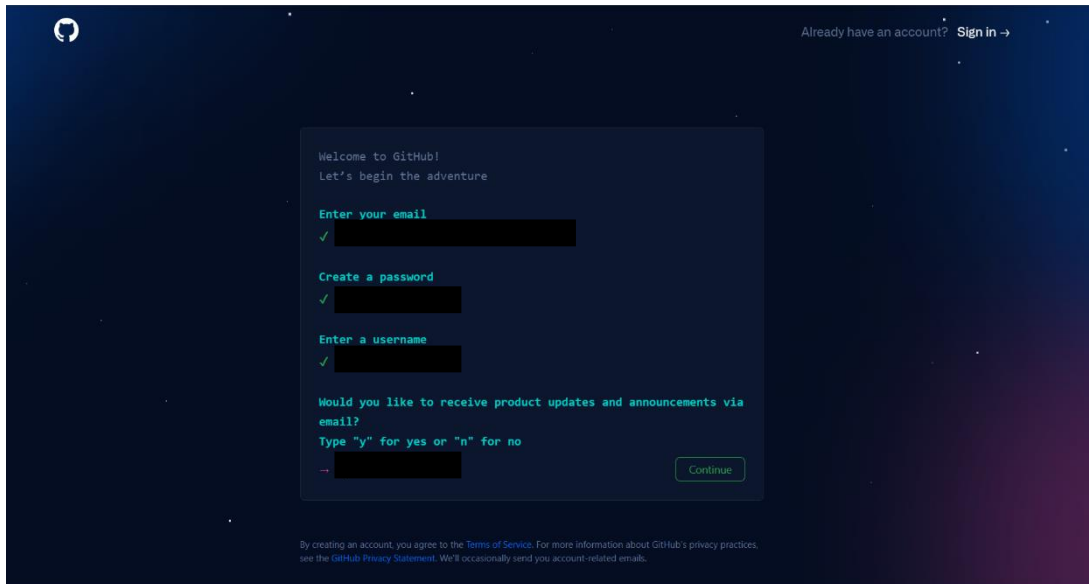 Already have an account? Sign in →
Welcome to GitHub!
Let's begin the adventure
Enter your email
✓
Create a password
✓
Enter a username
✓
Would you like to receive product updates and announcements via
email?
Type "y" for yes or "n" for no
→
Continue
By creating an account, you agree to the Terms of Service. For more information about GitHub's privacy practices,
see the GitHub Privacy Statement. We'll occasionally send you account-related emails.